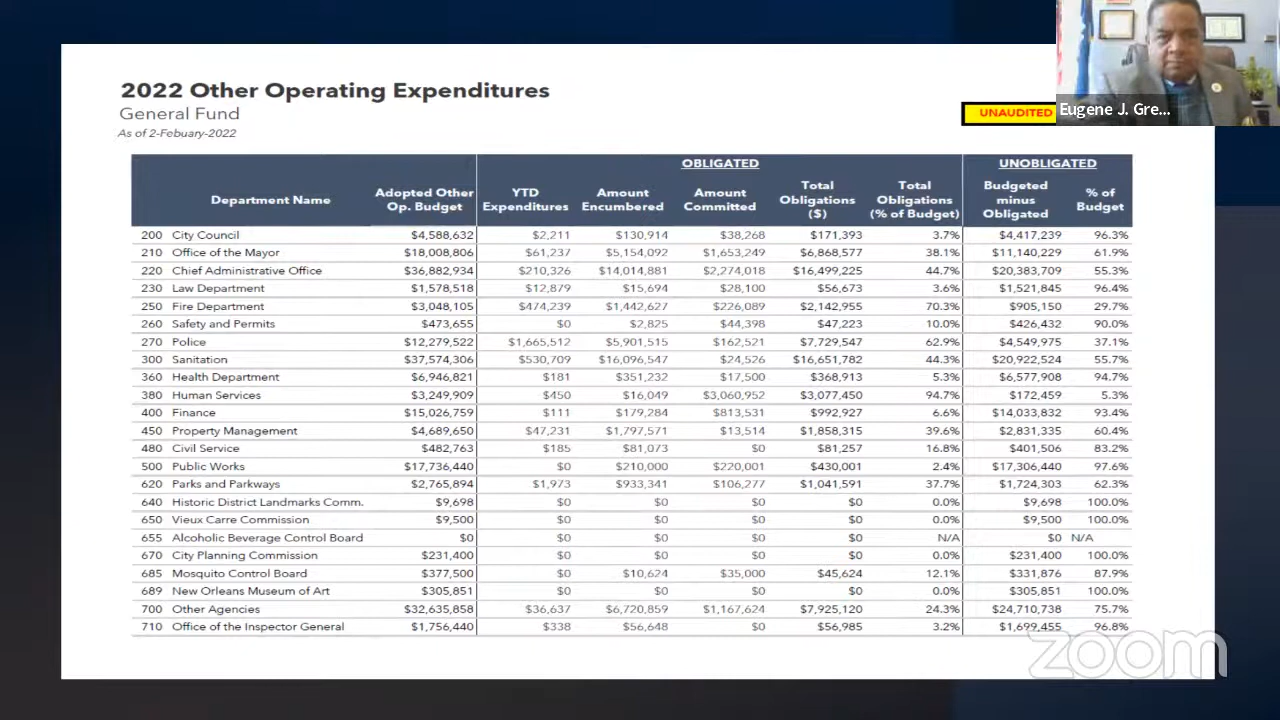 2022 Other Operating Expenditures
General Fund
As of 2-Febuary-2022
UNAUDITED
Eugene J. Gre...
OBLIGATED UNOBLIGATED
Department Name Adopted Other Op. Budget YTD Expenditures Amount Encumbered Amount Committed Total Obligations ($) Total Obligations (% of Budget) Budgeted minus Obligated % of Budget
200 City Council $4,588,632 $2,211 $130,914 $38,268 $171,393 3.7% $4,417,239 96.3%
210 Office of the Mayor $18,008,806 $61,237 $5,154,092 $1,653,249 $6,868,577 38.1% $11,140,229 61.9%
220 Chief Administrative Office $36,882,934 $210,326 $14,014,881 $2,274,018 $16,499,225 44.7% $20,383,709 55.3%
230 Law Department $1,578,518 $12,879 $15,694 $28,100 $56,673 3.6% $1,521,845 96.4%
250 Fire Department $3,048,105 $474,239 $1,442,627 $226,089 $2,142,955 70.3% $905,150 29.7%
260 Safety and Permits $473,655 $0 $2,825 $44,398 $47,223 10.0% $426,432 90.0%
270 Police $12,279,522 $1,665,512 $5,901,515 $162,521 $7,729,547 62.9% $4,549,975 37.1%
300 Sanitation $37,574,306 $530,709 $16,096,547 $24,526 $16,651,782 44.3% $20,922,524 55.7%
360 Health Department $6,946,821 $181 $351,232 $17,500 $368,913 5.3% $6,577,908 94.7%
380 Human Services $3,249,909 $450 $16,049 $3,060,952 $3,077,450 94.7% $172,459 5.3%
400 Finance $15,026,759 $111 $179,284 $813,531 $992,927 6.6% $14,033,832 93.4%
450 Property Management $4,689,650 $47,231 $1,797,571 $13,514 $1,858,315 39.6% $2,831,335 60.4%
480 Civil Service $482,763 $185 $81,073 $0 $81,257 16.8% $401,506 83.2%
500 Public Works $17,736,440 $0 $210,000 $220,001 $430,001 2.4% $17,306,440 97.6%
620 Parks and Parkways $2,765,894 $1,973 $933,341 $106,277 $1,041,591 37.7% $1,724,303 62.3%
640 Historic District Landmarks Comm. $9,698 $0 $0 $0 $0 0.0% $9,698 100.0%
650 Vieux Carre Commission $9,500 $0 $0 $0 $0 0.0% $9,500 100.0%
655 Alcoholic Beverage Control Board $0 $0 $0 $0 $0 N/A $0 N/A
670 City Planning Commission $231,400 $0 $0 $0 $0 0.0% $231,400 100.0%
685 Mosquito Control Board $377,500 $0 $10,624 $35,000 $45,624 12.1% $331,876 87.9%
689 New Orleans Museum of Art $305,851 $0 $0 $0 $0 0.0% $305,851 100.0%
700 Other Agencies $32,635,858 $36,637 $6,720,859 $1,167,624 $7,925,120 24.3% $24,710,738 75.7%
710 Office of the Inspector General $1,756,440 $338 $56,648 $0 $56,985 3.2% $1,699,455 96.8%
zoom